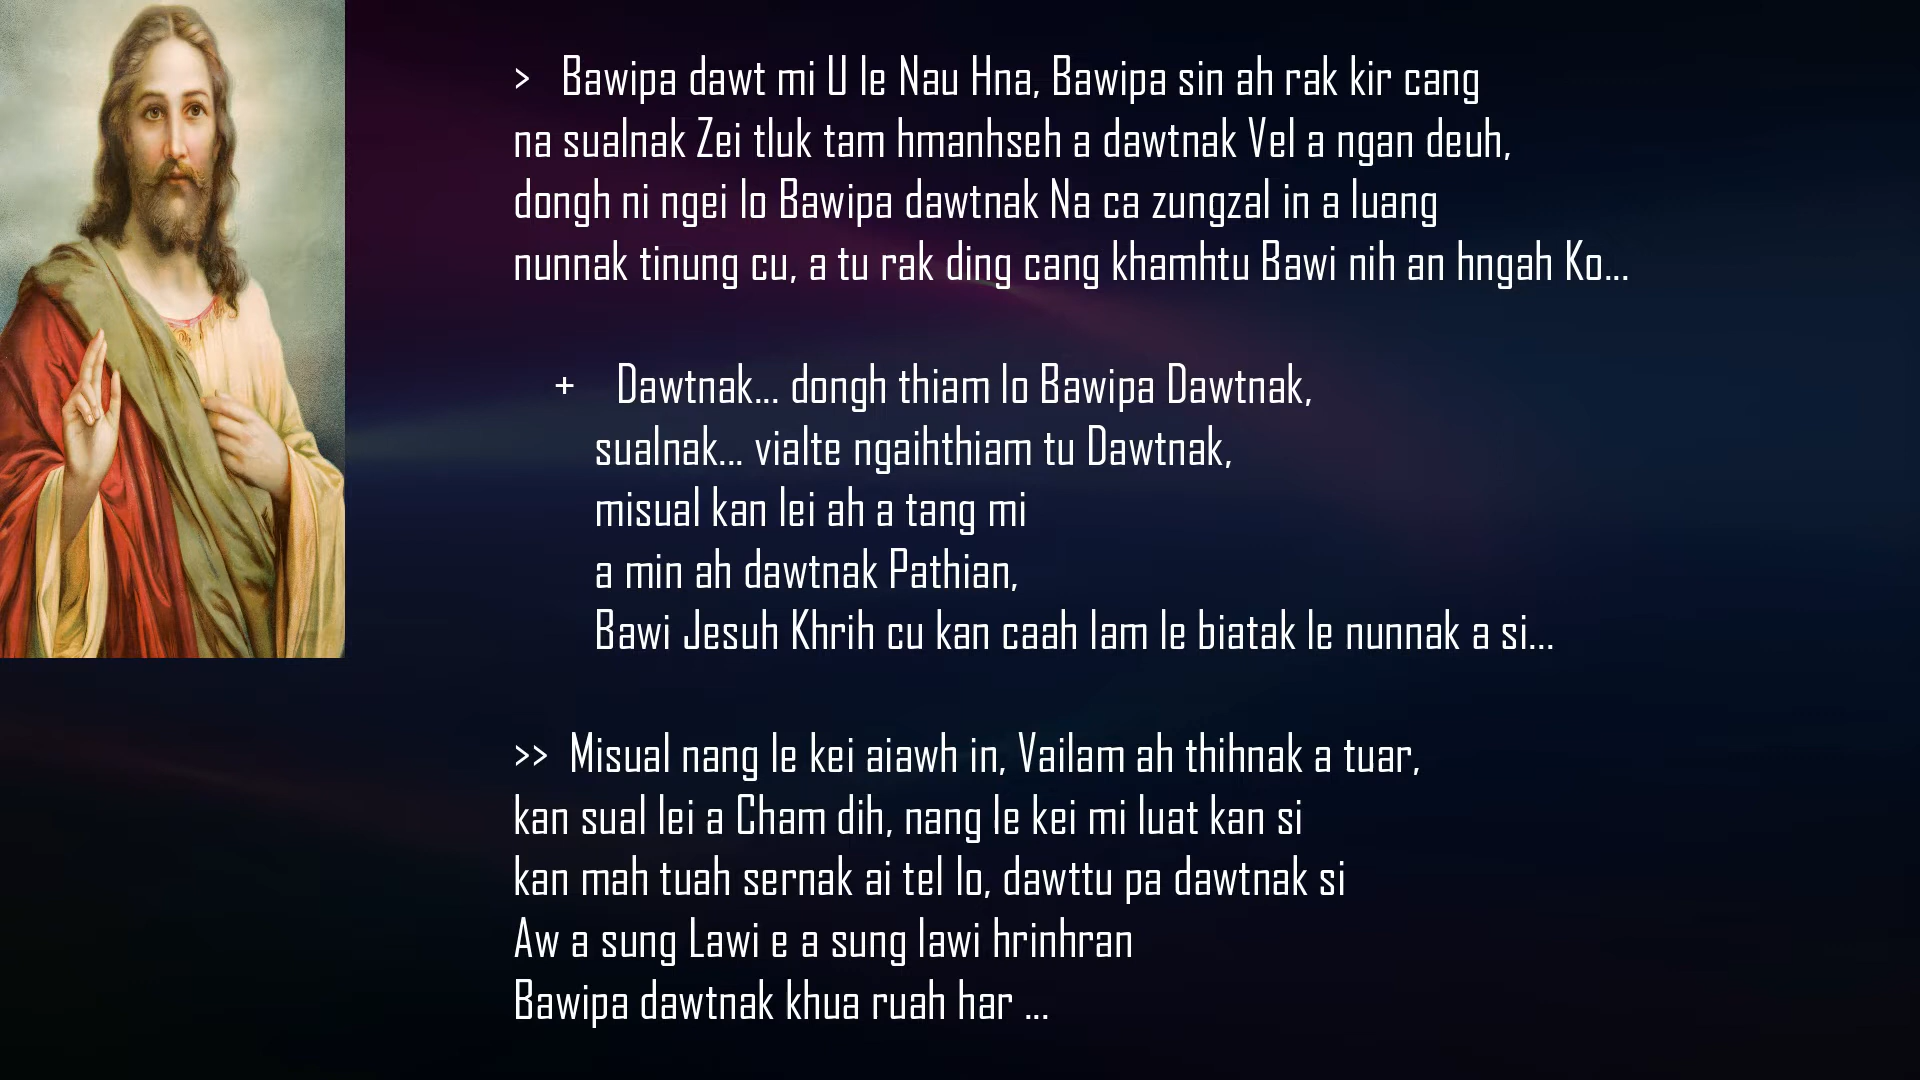 > Bawipa dawt mi U le Nau Hna, Bawipa sin ah rak kir cang
na sualnak Zei tluk tam hmanhseh a dawtnak Vel a ngan deuh,
dongh ni ngei lo Bawipa dawtnak Na ca zungzal in a luang
nunnak tinung cu, a tu rak ding cang khamhtu Bawi nih an hngah Ko...
+ Dawtnak... dongh thiam lo Bawipa Dawtnak,
sualnak... vialte ngaihthiam tu Dawtnak,
misual kan lei ah a tang mi
a min ah dawtnak Pathian,
Bawi Jesuh Khrih cu kan caah lam le biatak le nunnak a si...
>> Misual nang le kei aiawh in, Vailam ah thihnak a tuar,
kan sual lei a Cham dih, nang le kei mi luat kan si
kan mah tuah sernak ai tel lo, dawttu pa dawtnak si
Aw a sung Lawi e a sung lawi hrinhran
Bawipa dawtnak khua ruah har ...